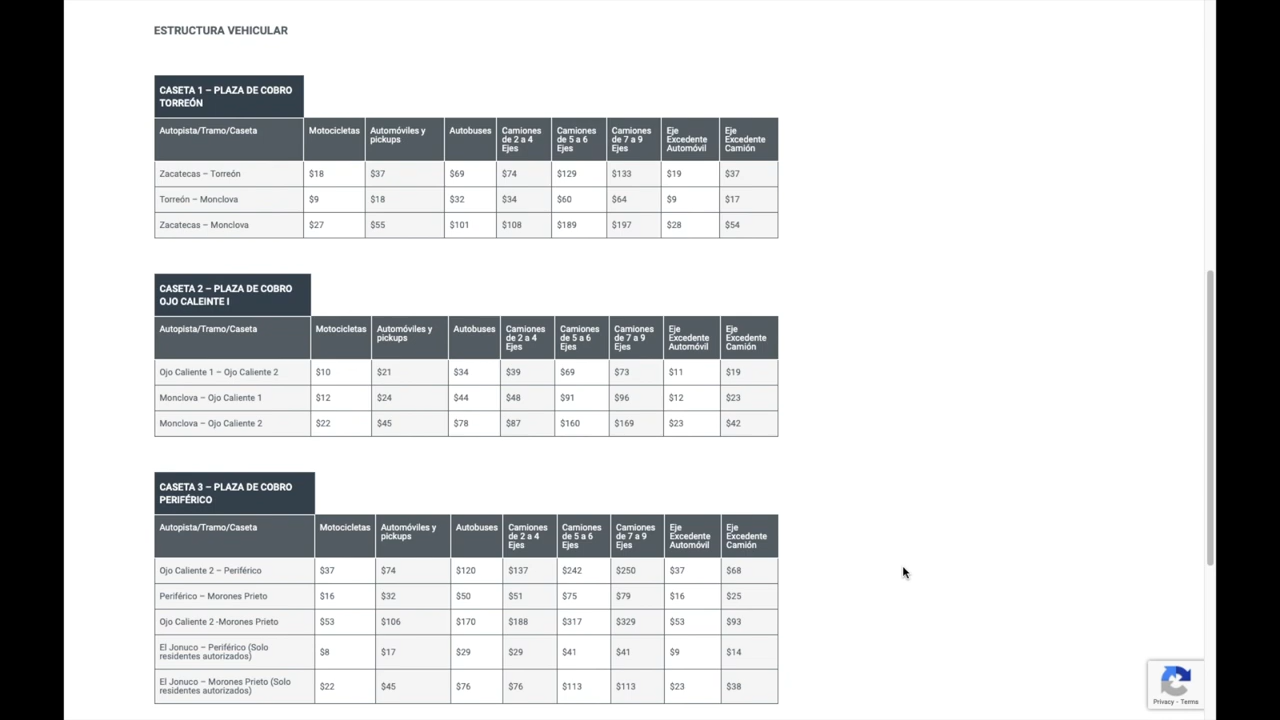 ESTRUCTURA VEHICULAR
CASETA 1 – PLAZA DE COBRO
TORREÓN
Autopista/Tramo/Caseta Motocicletas Automóviles y pickups Autobuses Camiones de 2 a 4 Ejes Camiones de 5 a 6 Ejes Camiones de 7 a 9 Ejes Eje Excedente Automóvil Eje Excedente Camión
Zacatecas – Torreón $18 $37 $69 $74 $129 $133 $19 $37
Torreón – Monclova $9 $18 $32 $34 $60 $64 $9 $17
Zacatecas – Monclova $27 $55 $101 $108 $189 $197 $28 $54
CASETA 2 – PLAZA DE COBRO
OJO CALEINTE I
Autopista/Tramo/Caseta Motocicletas Automóviles y pickups Autobuses Camiones de 2 a 4 Ejes Camiones de 5 a 6 Ejes Camiones de 7 a 9 Ejes Eje Excedente Automóvil Eje Excedente Camión
Ojo Caliente 1 – Ojo Caliente 2 $10 $21 $34 $39 $69 $73 $11 $19
Monclova – Ojo Caliente 1 $12 $24 $44 $48 $91 $96 $12 $23
Monclova – Ojo Caliente 2 $22 $45 $78 $87 $160 $169 $23 $42
CASETA 3 – PLAZA DE COBRO
PERIFÉRICO
Autopista/Tramo/Caseta Motocicletas Automóviles y pickups Autobuses Camiones de 2 a 4 Ejes Camiones de 5 a 6 Ejes Camiones de 7 a 9 Ejes Eje Excedente Automóvil Eje Excedente Camión
Ojo Caliente 2 – Periférico $37 $74 $120 $137 $242 $250 $37 $68
Periférico – Morones Prieto $16 $32 $50 $51 $75 $79 $16 $25
Ojo Caliente 2 -Morones Prieto $53 $106 $170 $188 $317 $329 $53 $93
El Jonuco – Periférico (Solo residentes autorizados) $8 $17 $29 $29 $41 $41 $9 $14
El Jonuco – Morones Prieto (Solo residentes autorizados) $22 $45 $76 $76 $113 $113 $23 $38
Privacy - Terms